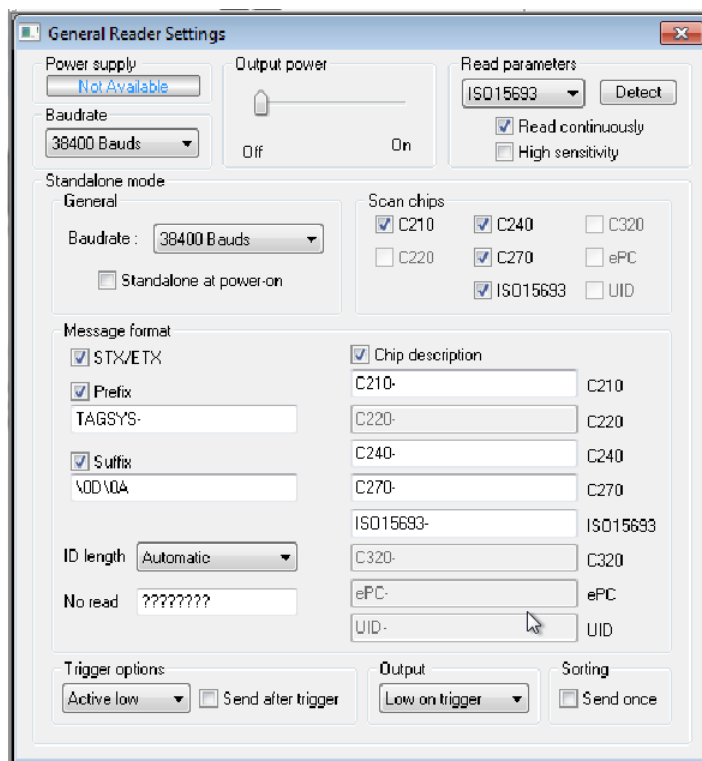 General Reader Settings
Power supply
Not Available
Output power
Off On
Read parameters
ISO15693 Detect
Read continuously
High sensitivity
Baudrate
38400 Bauds
Standalone mode
General
Baudrate : 38400 Bauds
Standalone at power-on
Scan chips
C210 C240 C320
C220 C270 ePC
ISO15693 UID
Message format
STX/ETX
Prefix
TAGSYS-
Suffix
\0D\0A
ID length Automatic
No read ????????
Chip description
C210- C210
C220- C220
C240- C240
C270- C270
ISO15693- ISO15693
C320- C320
ePC- ePC
UID- UID
Trigger options
Active low Send after trigger
Output
Low on trigger
Sorting
Send once